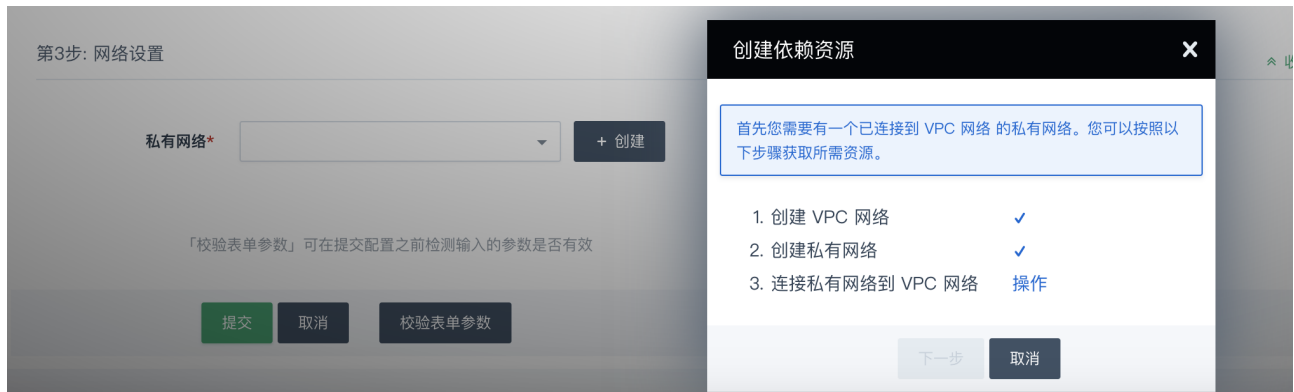 第3步: 网络设置
私有网络*
+ 创建
「校验表单参数」可在提交配置之前检测输入的参数是否有效
提交
取消
校验表单参数
创建依赖资源
首先您需要有一个已连接到 VPC 网络 的私有网络。您可以按照以
下步骤获取所需资源。
1. 创建 VPC 网络
2. 创建私有网络
3. 连接私有网络到 VPC 网络 操作
下一步
取消